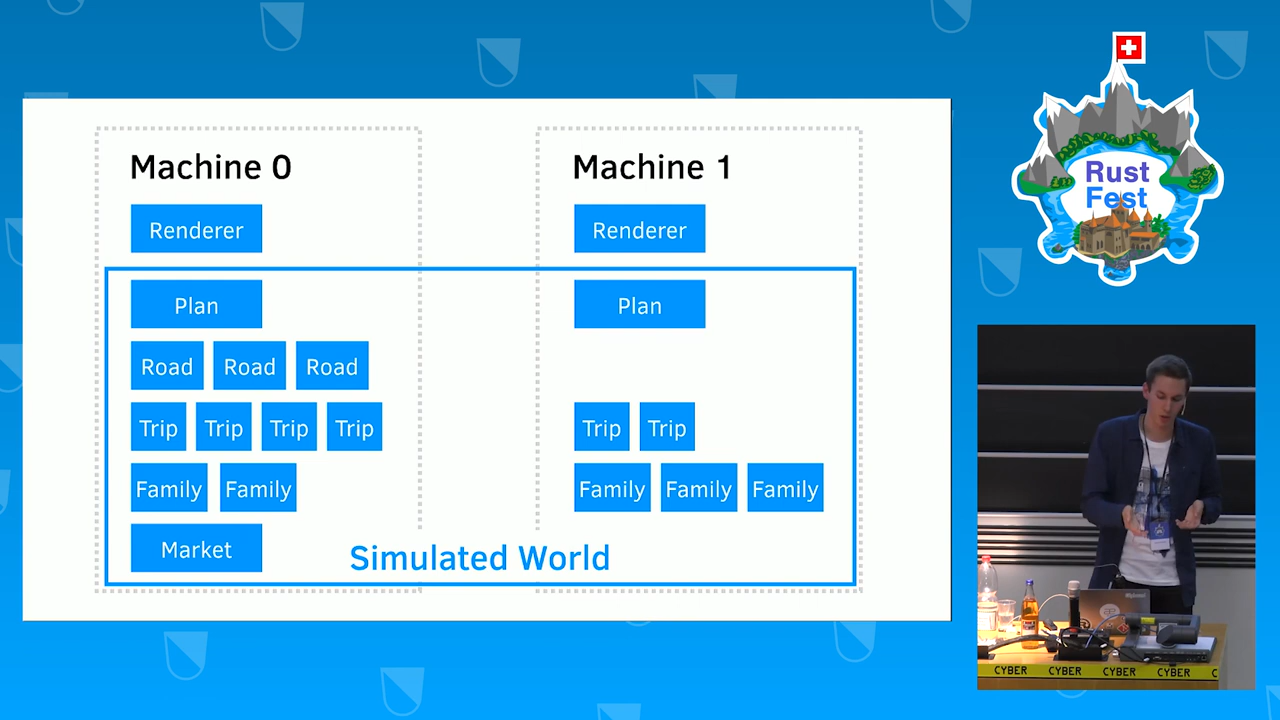 Machine 0
Machine 1
Renderer
Renderer
Plan
Plan
Road Road Road
Trip Trip Trip Trip
Trip Trip
Family Family
Family Family Family
Market
Simulated World
Rust
Fest
CYBER CYBER CYBER CYBER C